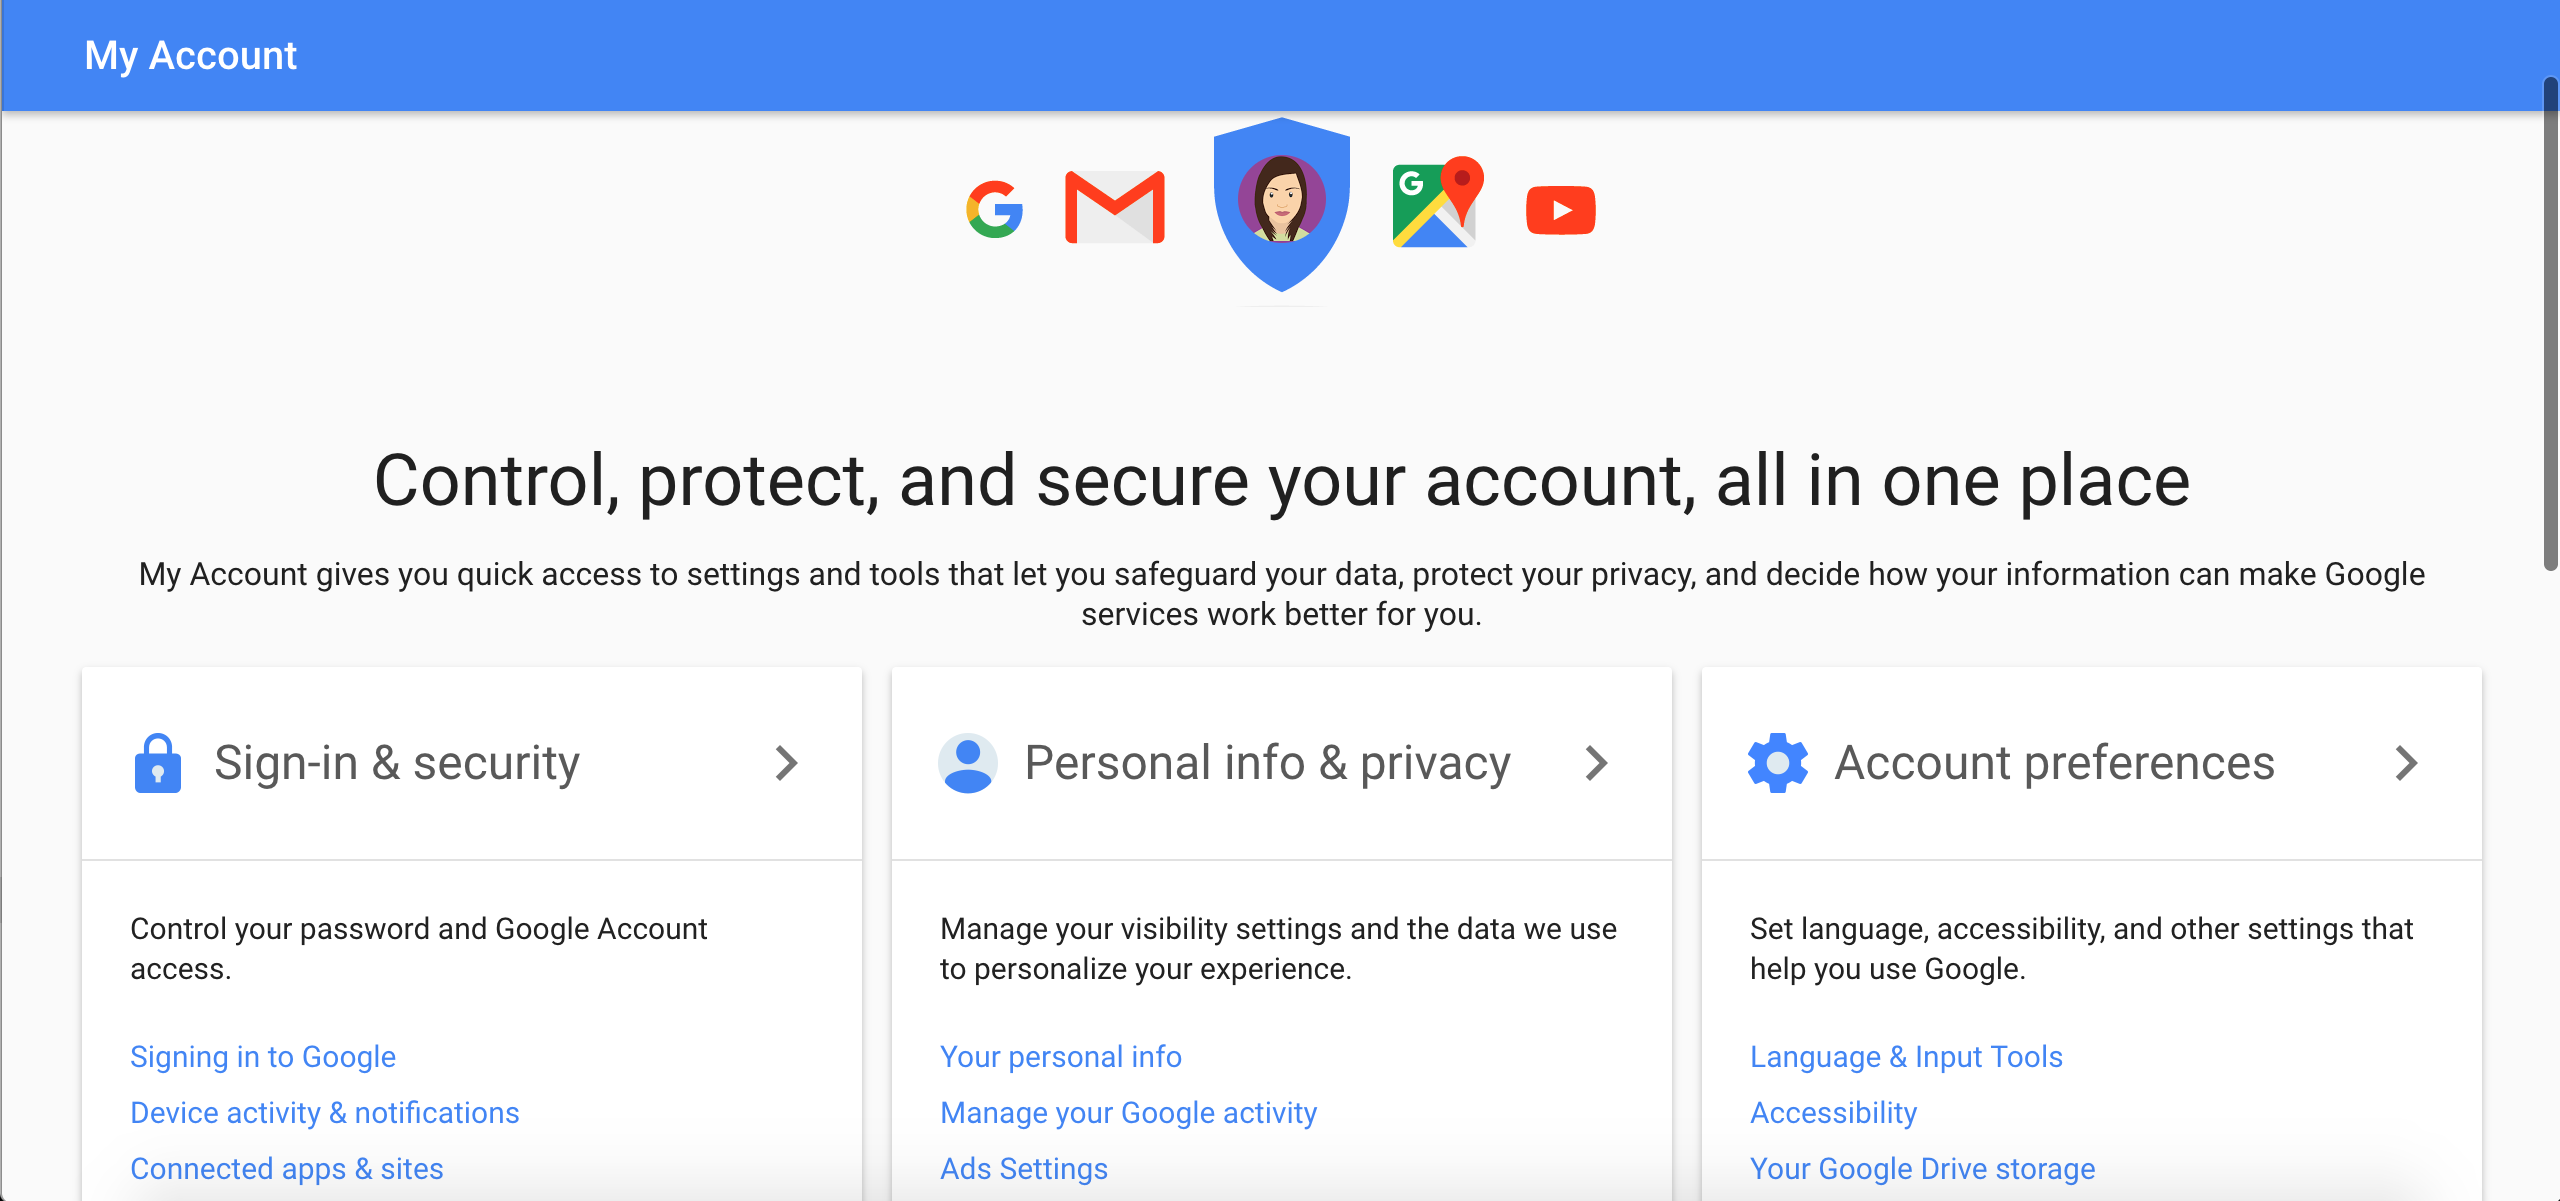 My Account
G
G
Control, protect, and secure your account, all in one place
My Account gives you quick access to settings and tools that let you safeguard your data, protect your privacy, and decide how your information can make Google
services work better for you.
Sign-in & security
Control your password and Google Account
access.
Signing in to Google
Device activity & notifications
Connected apps & sites
Personal info & privacy
Manage your visibility settings and the data we use
to personalize your experience.
Your personal info
Manage your Google activity
Ads Settings
Account preferences
Set language, accessibility, and other settings that
help you use Google.
Language & Input Tools
Accessibility
Your Google Drive storage